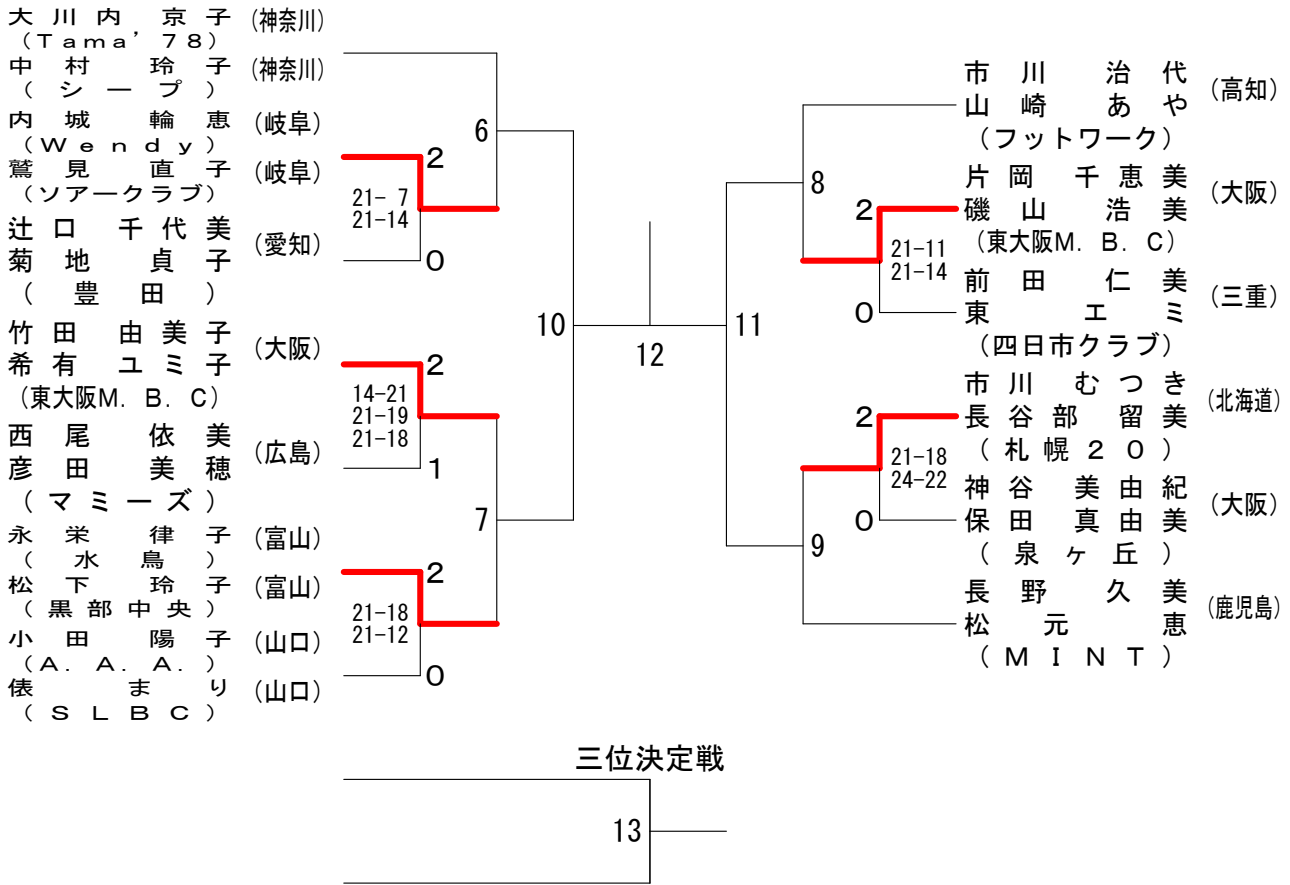 大川内 京子 (神奈川)
(Tama'78)
中村 玲子 (神奈川)
(シープ)
内城 輪恵 (岐阜)
(Wendy)
鷲見 直子 (岐阜)
(ソアークラブ)
辻口 千代美
菊地 貞子 (愛知)
(豊田)
竹田 由美子
希有 ユミ子 (大阪)
(東大阪M.B.C)
西尾 依美
彦田 美穂 (広島)
(マミーズ)
永栄 律子 (富山)
(水鳥)
松下 玲子 (富山)
(黒部中央)
小田 陽子 (山口)
(A.A.A.)
俵 まり (山口)
(SLBC)
6
2
21- 7
21-14
0
10
2
14-21
21-19
21-18
1
7
2
21-18
21-12
0
12
市川 治代
山崎 あや (高知)
(フットワーク)
片岡 千恵美
磯山 浩美 (大阪)
(東大阪M.B.C)
前田 仁美
東 エミ (三重)
(四日市クラブ)
市川 むつき
長谷部 留美 (北海道)
(札幌20)
神谷 美由紀
保田 真由美 (大阪)
(泉ヶ丘)
長野 久美
松元 恵 (鹿児島)
(MINT)
8
2
21-11
21-14
0
11
2
21-18
24-22
0
9
三位決定戦
13